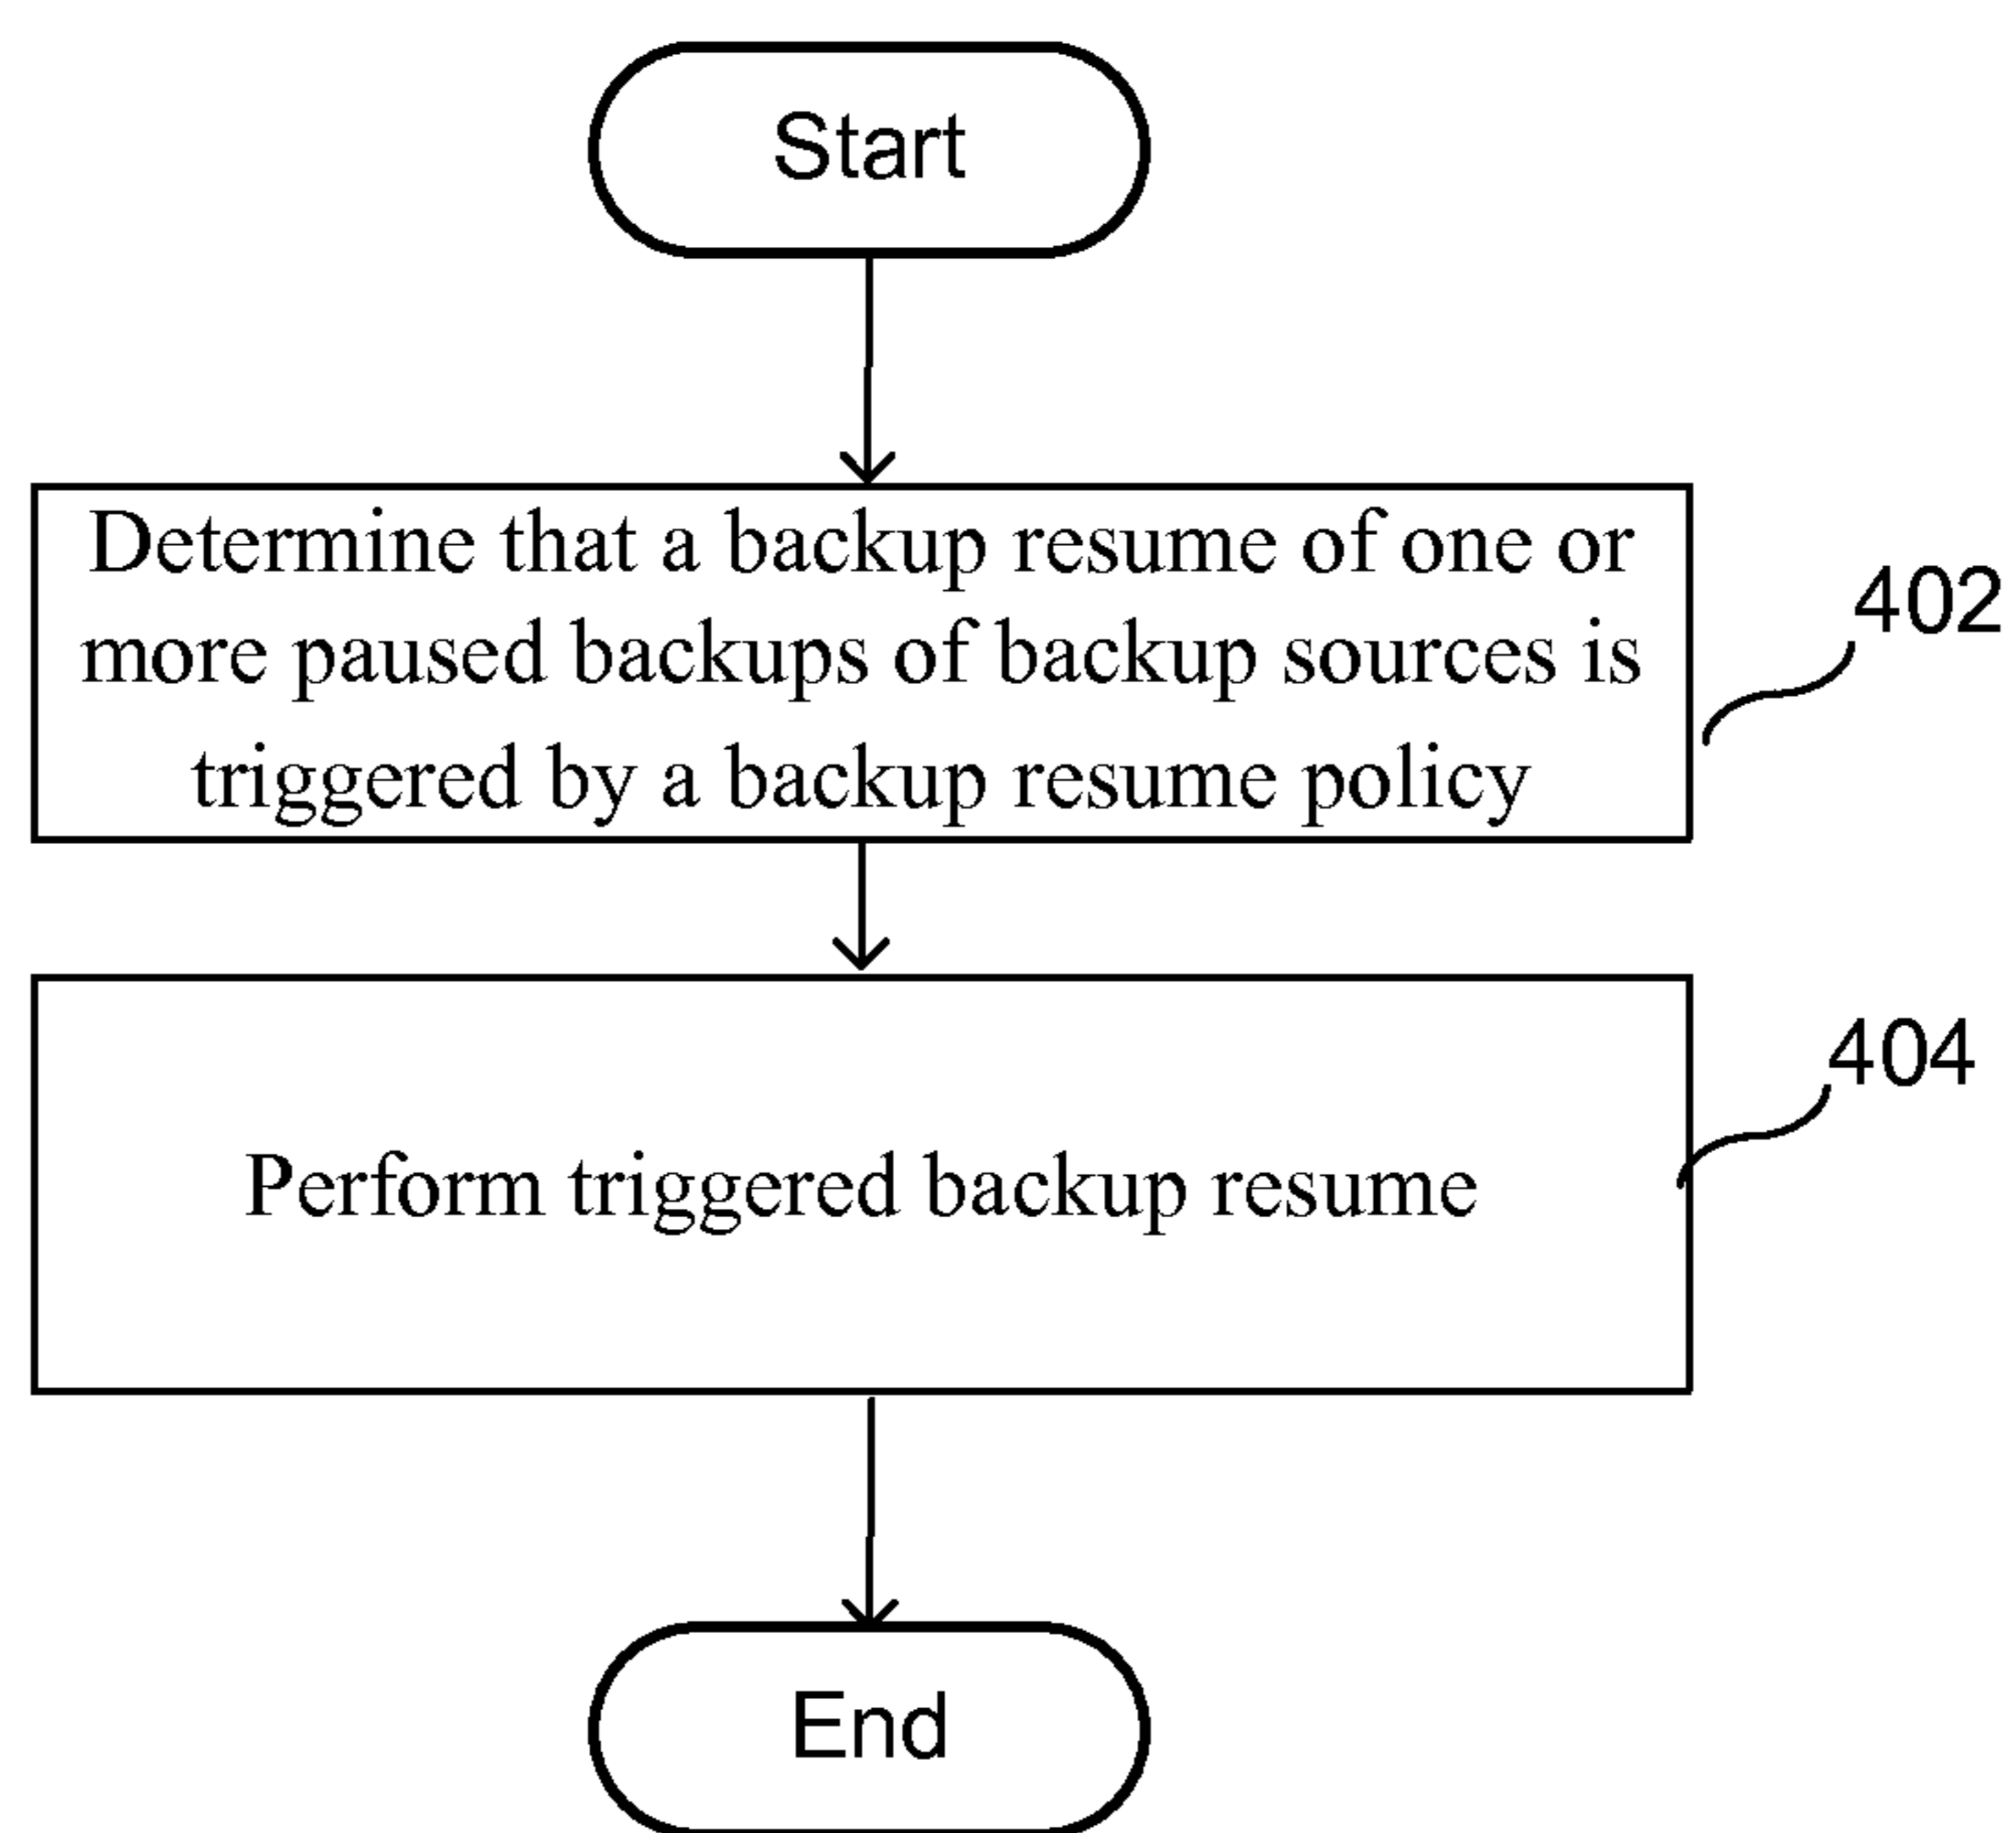 Start
Determine that a backup resume of one or
more paused backups of backup sources is
triggered by a backup resume policy
402
Perform triggered backup resume
404
End